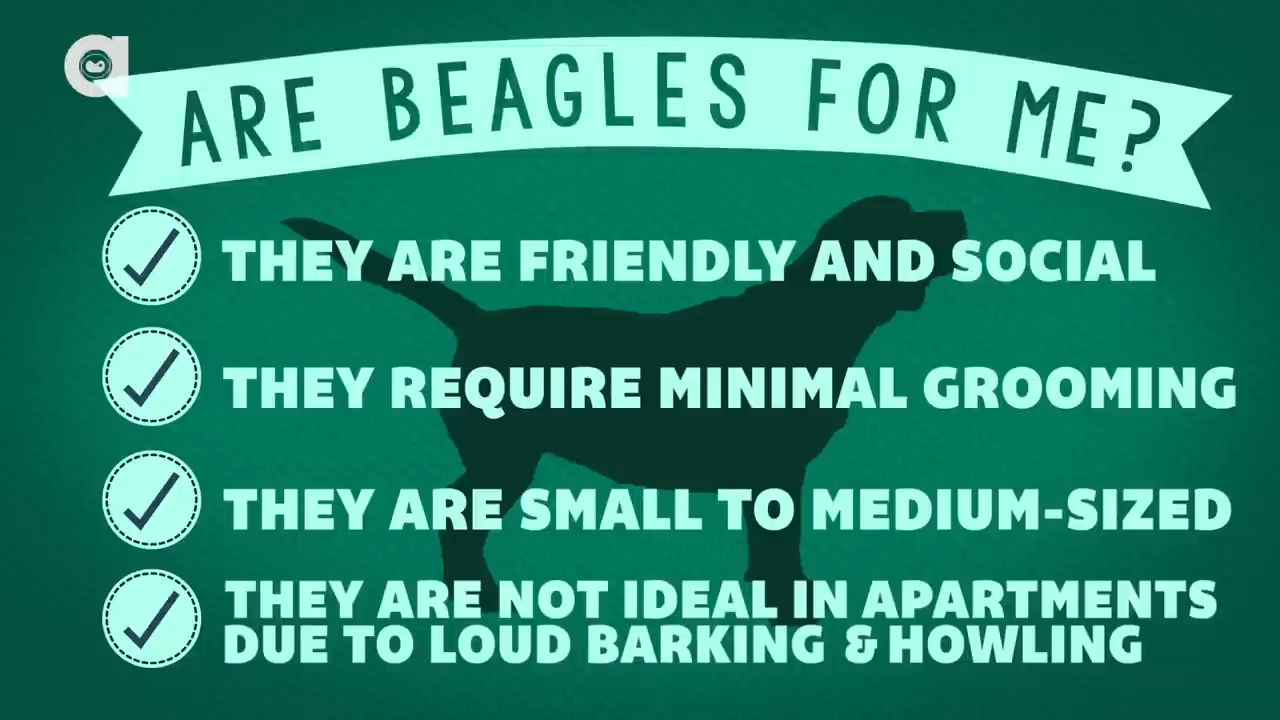 ARE BEAGLES FOR ME?
THEY ARE FRIENDLY AND SOCIAL
THEY REQUIRE MINIMAL GROOMING
THEY ARE SMALL TO MEDIUM-SIZED
THEY ARE NOT IDEAL IN APARTMENTS
DUE TO LOUD BARKING & HOWLING